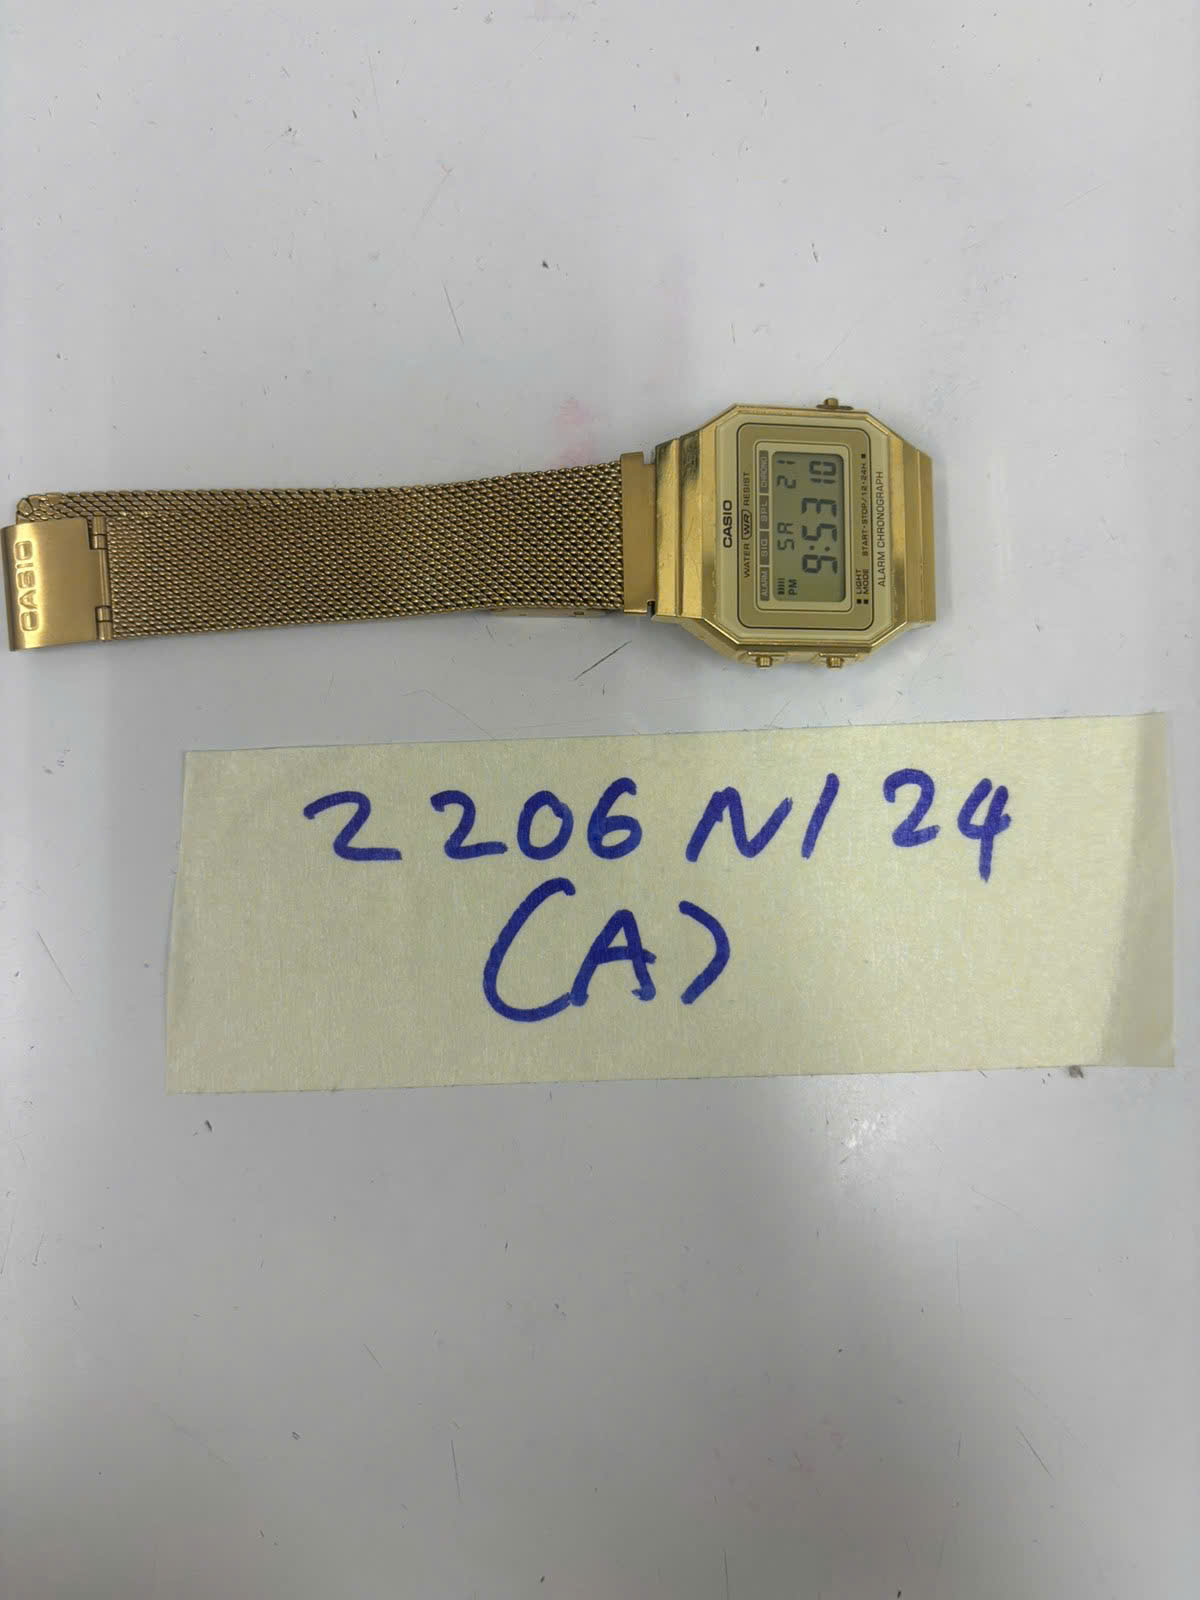 CASIO
CASIO
WATER WR RESIST
ALARM SIG SPL CHRONO
SA 21
PM 9:53 10
LIGHT
MODE START·STOP/12·24H
ALARM CHRONOGRAPH
2206N124
(A)